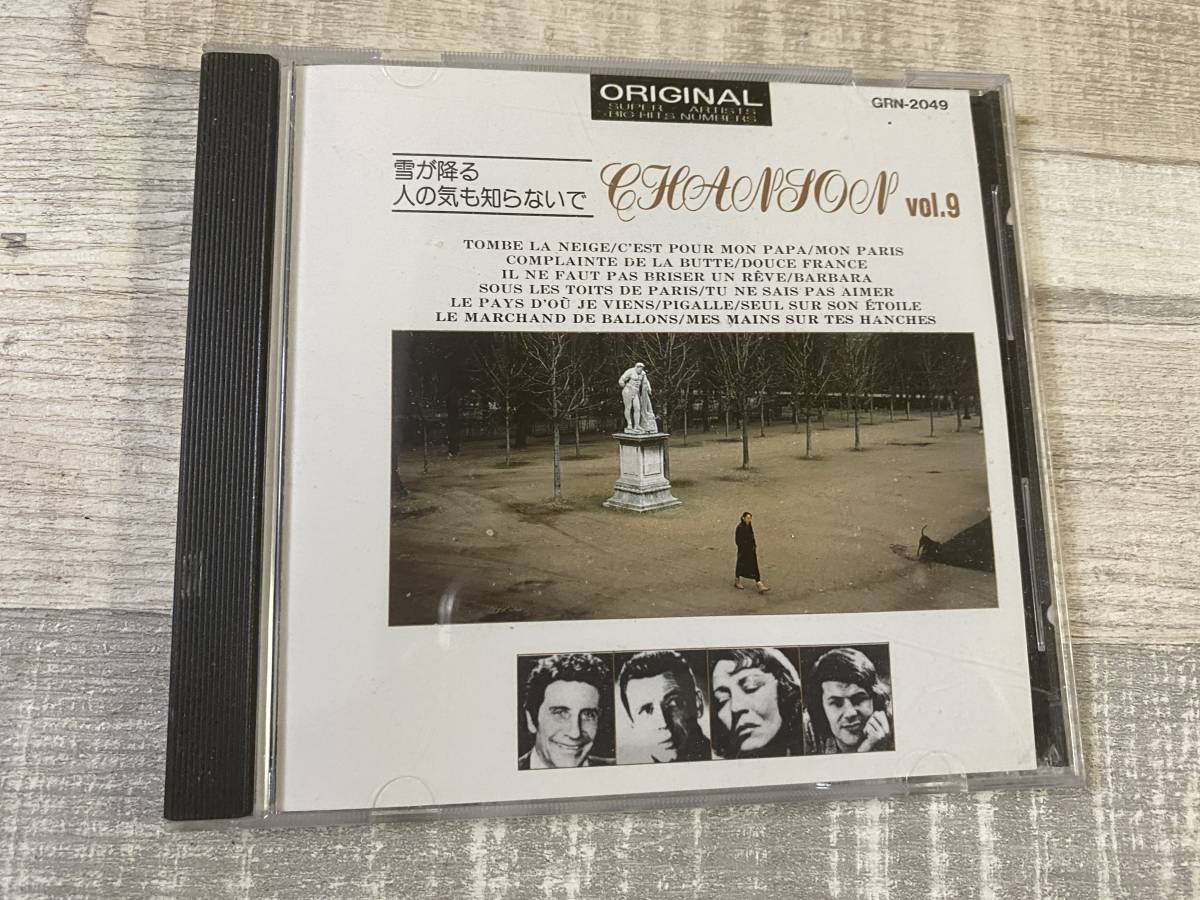 ORIGINAL
SUPER ARTISTS
BIG HITS NUMBERS
GRN-2049
雪が降る
人の気も知らないで
CHANSON vol.9
TOMBE LA NEIGE/C'EST POUR MON PAPA/MON PARIS
COMPLAINTE DE LA BUTTE/DOUCE FRANCE
IL NE FAUT PAS BRISER UN RÊVE/BARBARA
SOUS LES TOITS DE PARIS/TU NE SAIS PAS AIMER
LE PAYS D'OÙ JE VIENS/PIGALLE/SEUL SUR SON ÉTOILE
LE MARCHAND DE BALLONS/MES MAINS SUR TES HANCHES